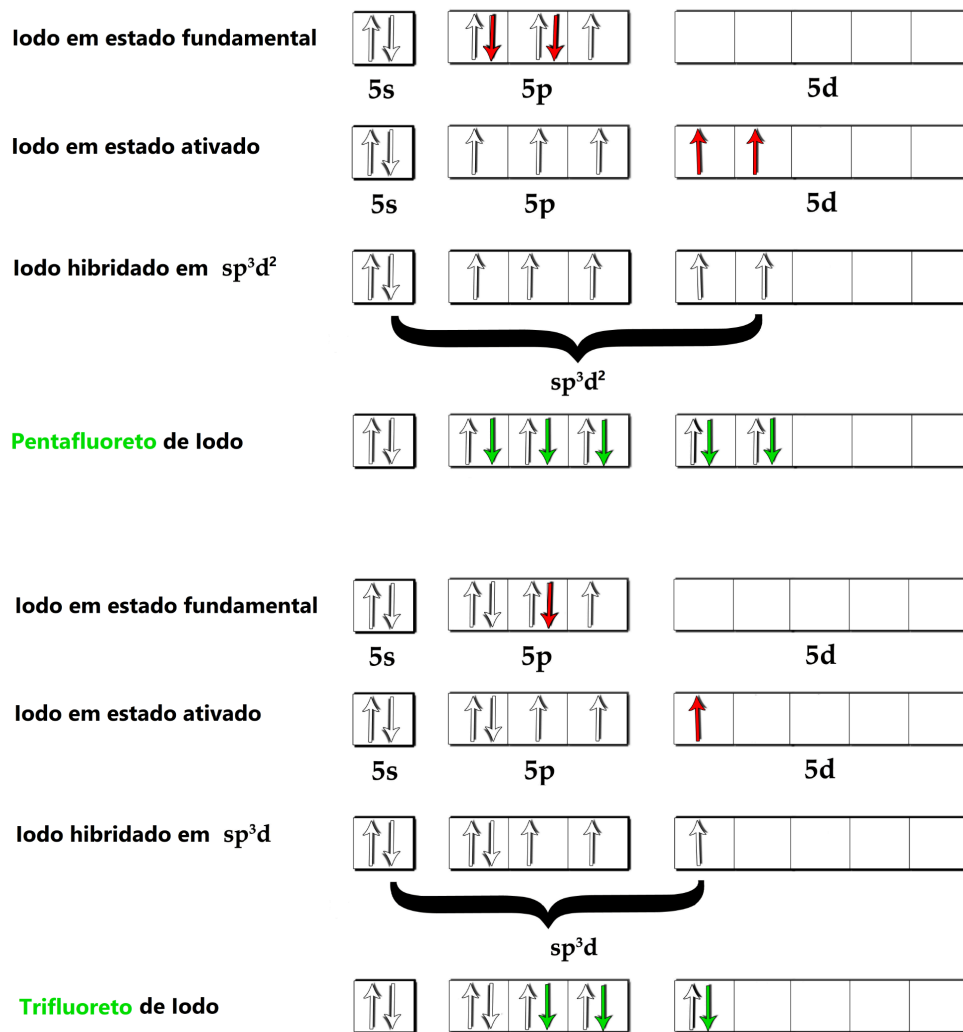 Iodo em estado fundamental
5s 5p 5d
Iodo em estado ativado
5s 5p 5d
Iodo hibridado em sp³d²
sp³d²
Pentafluoreto de Iodo
Iodo em estado fundamental
5s 5p 5d
Iodo em estado ativado
5s 5p 5d
Iodo hibridado em sp³d
sp³d
Trifluoreto de Iodo